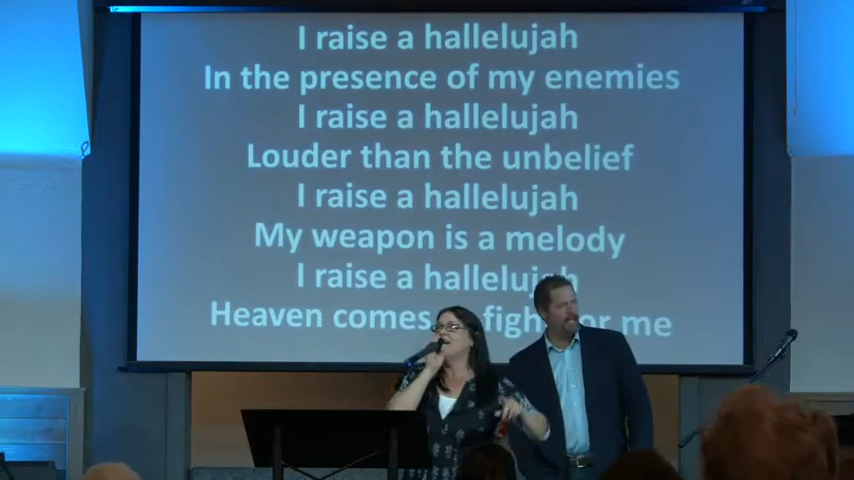 I raise a hallelujah
In the presence of my enemies
I raise a hallelujah
Louder than the unbelief
I raise a hallelujah
My weapon is a melody
I raise a hallelujah
Heaven comes fight for me